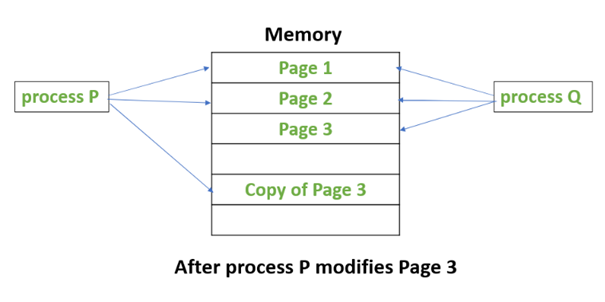 Memory
Page 1
process P
Page 2
process Q
Page 3
Copy of Page 3
After process P modifies Page 3